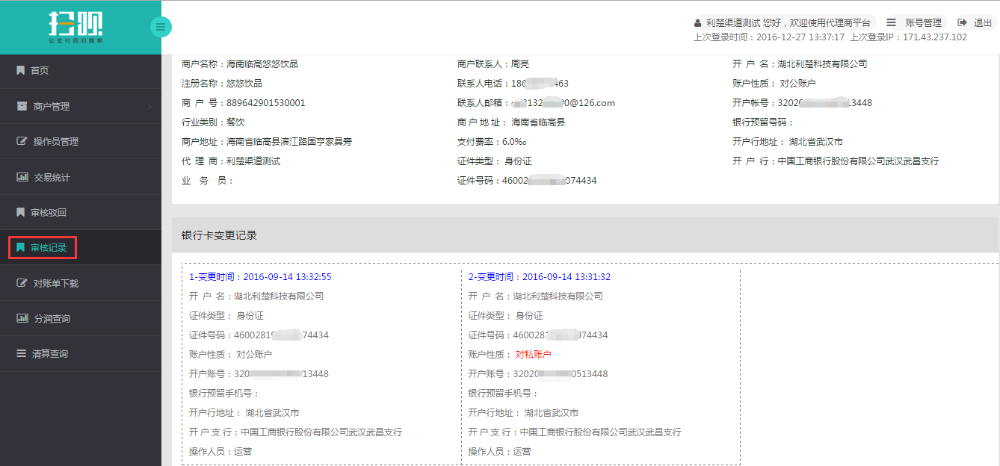 扫呗
让支付回归简单
利楚渠道测试 您好，欢迎使用代理商平台 账号管理 退出
上次登录时间：2016-12-27 13:37:17 上次登录IP：171.43.237.102
首页
商户管理
操作员管理
交易统计
审核驳回
审核记录
对账单下载
分润查询
清算查询
商户名称：海南临高悠悠饮品 商户联系人：周亮 开 户 名：湖北利楚科技有限公司
注册名称：悠悠饮品 联系人电话：186 463 账户性质： 对公账户
商 户 号：889642901530001 联系人邮箱： 132 0@126.com 开户帐号：3202 13448
行业类别：餐饮 商 户 地 址： 海南省临高县 银行预留号码：
商户地址：海南省临高县滨江路国亨家具旁 支付费率：6.0‰ 开户行地址： 湖北省武汉市
代 理 商：利楚渠道测试 证件类型： 身份证 开 户 行：中国工商银行股份有限公司武汉武昌支行
业 务 员： 证件号码：46002 074434
银行卡变更记录
1-变更时间：2016-09-14 13:32:55
开 户 名：湖北利楚科技有限公司
证件类型： 身份证
证件号码：46002819 74434
账户性质： 对公账户
开户账号：320 13448
银行预留手机号：
开户行地址： 湖北省武汉市
开 户 支 行：中国工商银行股份有限公司武汉武昌支行
操作人员：运营
2-变更时间：2016-09-14 13:31:32
开 户 名：湖北利楚科技有限公司
证件类型： 身份证
证件号码：460028 074434
账户性质： 对私账户
开户账号：32020 0513448
银行预留手机号：
开户行地址： 湖北省武汉市
开 户 支 行：中国工商银行股份有限公司武汉武昌支行
操作人员：运营